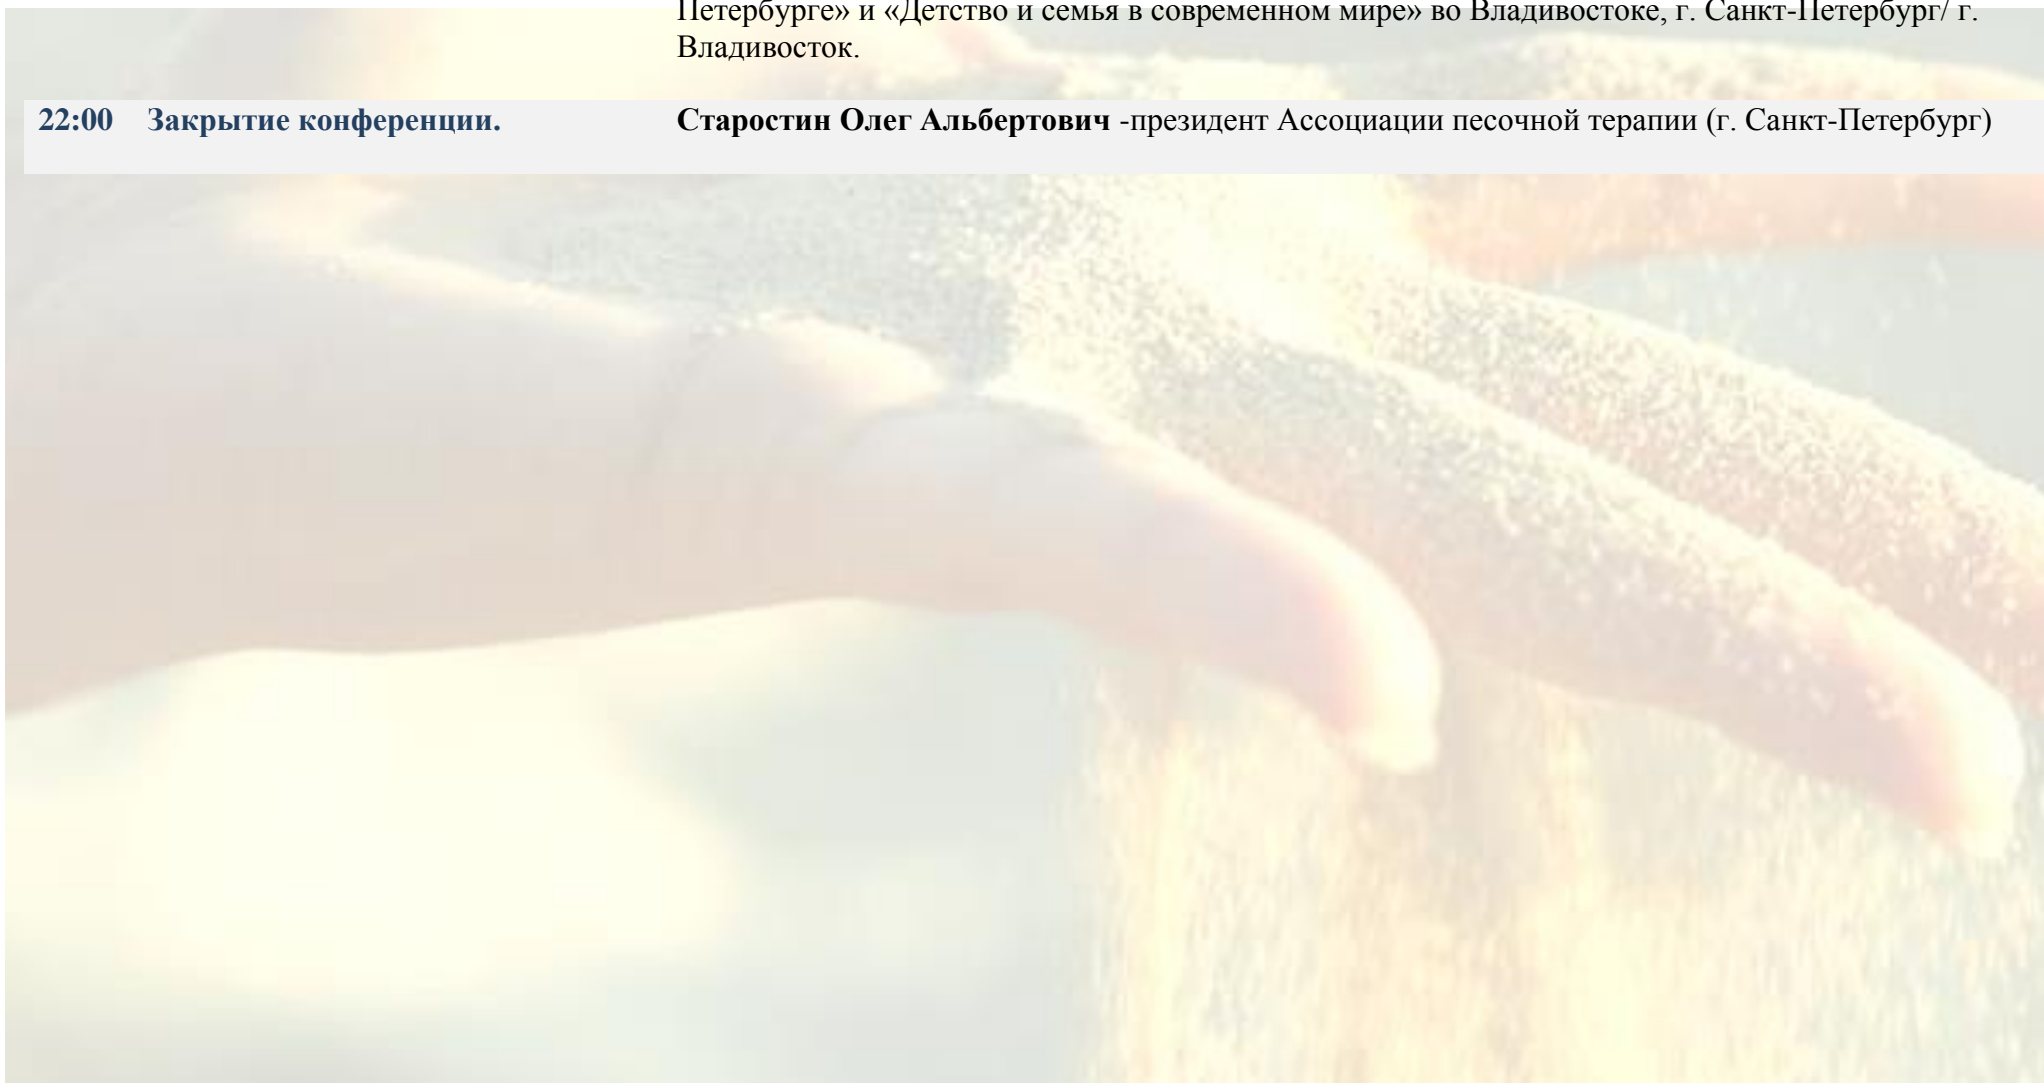 Петербурге» и «Детство и семья в современном мире» во Владивостоке, г. Санкт-Петербург/ г.
Владивосток.
22:00 Закрытие конференции. Старостин Олег Альбертович -президент Ассоциации песочной терапии (г. Санкт-Петербург)